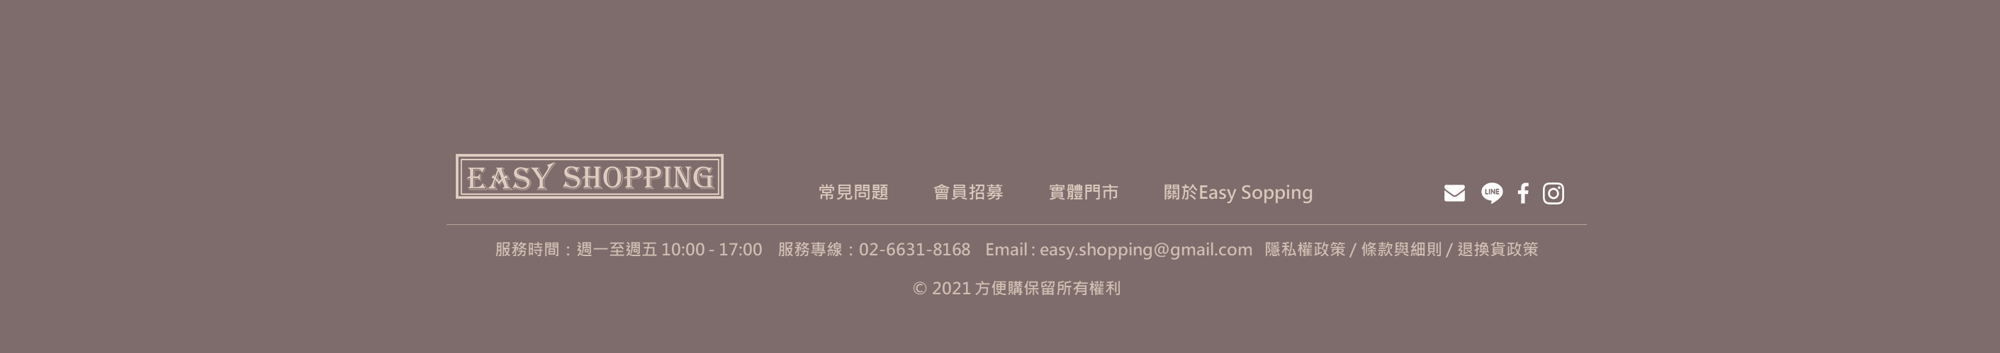 EASY SHOPPING
常見問題 會員招募 實體門市 關於Easy Sopping
LINE
服務時間：週一至週五 10:00 - 17:00 服務專線：02-6631-8168 Email : easy.shopping@gmail.com 隱私權政策 / 條款與細則 / 退換貨政策
© 2021 方便購保留所有權利